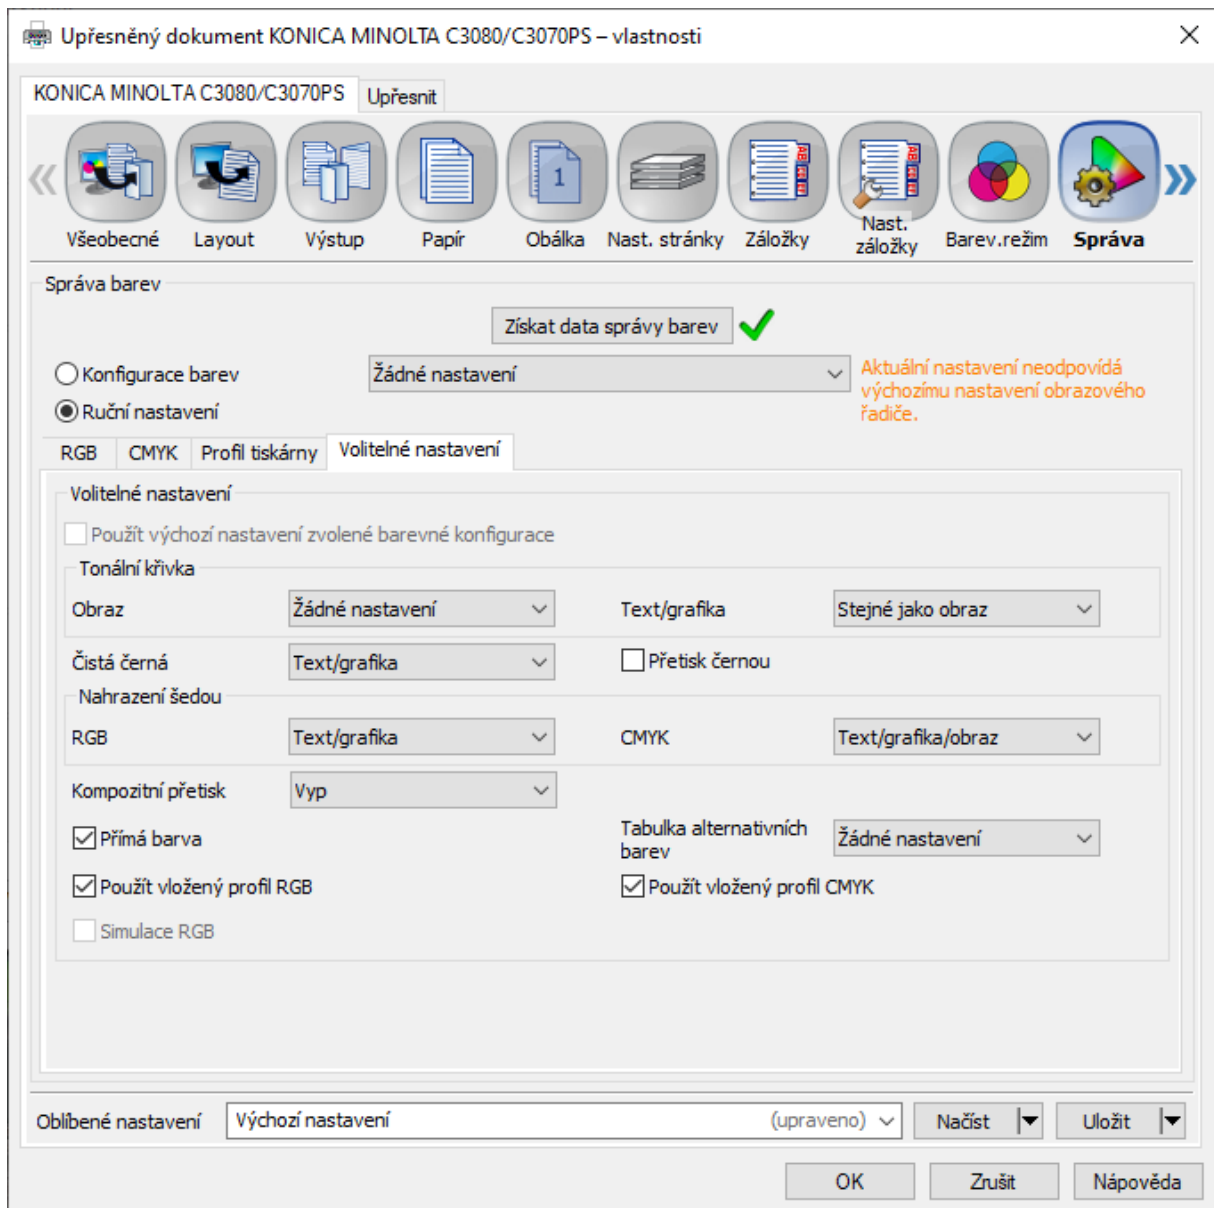 Upřesněný dokument KONICA MINOLTA C3080/C3070PS – vlastnosti
KONICA MINOLTA C3080/C3070PS Upřesnit
Všeobecné Layout Výstup Papír Obálka Nast. stránky Záložky Nast. záložky Barev.režim Správa
Správa barev
Získat data správy barev
Konfigurace barev Žádné nastavení
Aktuální nastavení neodpovídá
výchozímu nastavení obrazového
řadiče.
Ruční nastavení
RGB CMYK Profil tiskárny Volitelné nastavení
Volitelné nastavení
Použít výchozí nastavení zvolené barevné konfigurace
Tonální křivka
Obraz Žádné nastavení Text/grafika Stejné jako obraz
Čistá černá Text/grafika Přetisk černou
Nahrazení šedou
RGB Text/grafika CMYK Text/grafika/obraz
Kompozitní přetisk Vyp
Přímá barva Tabulka alternativních barev Žádné nastavení
Použít vložený profil RGB Použít vložený profil CMYK
Simulace RGB
Oblíbené nastavení Výchozí nastavení (upraveno) Načíst Uložit
OK Zrušit Nápověda